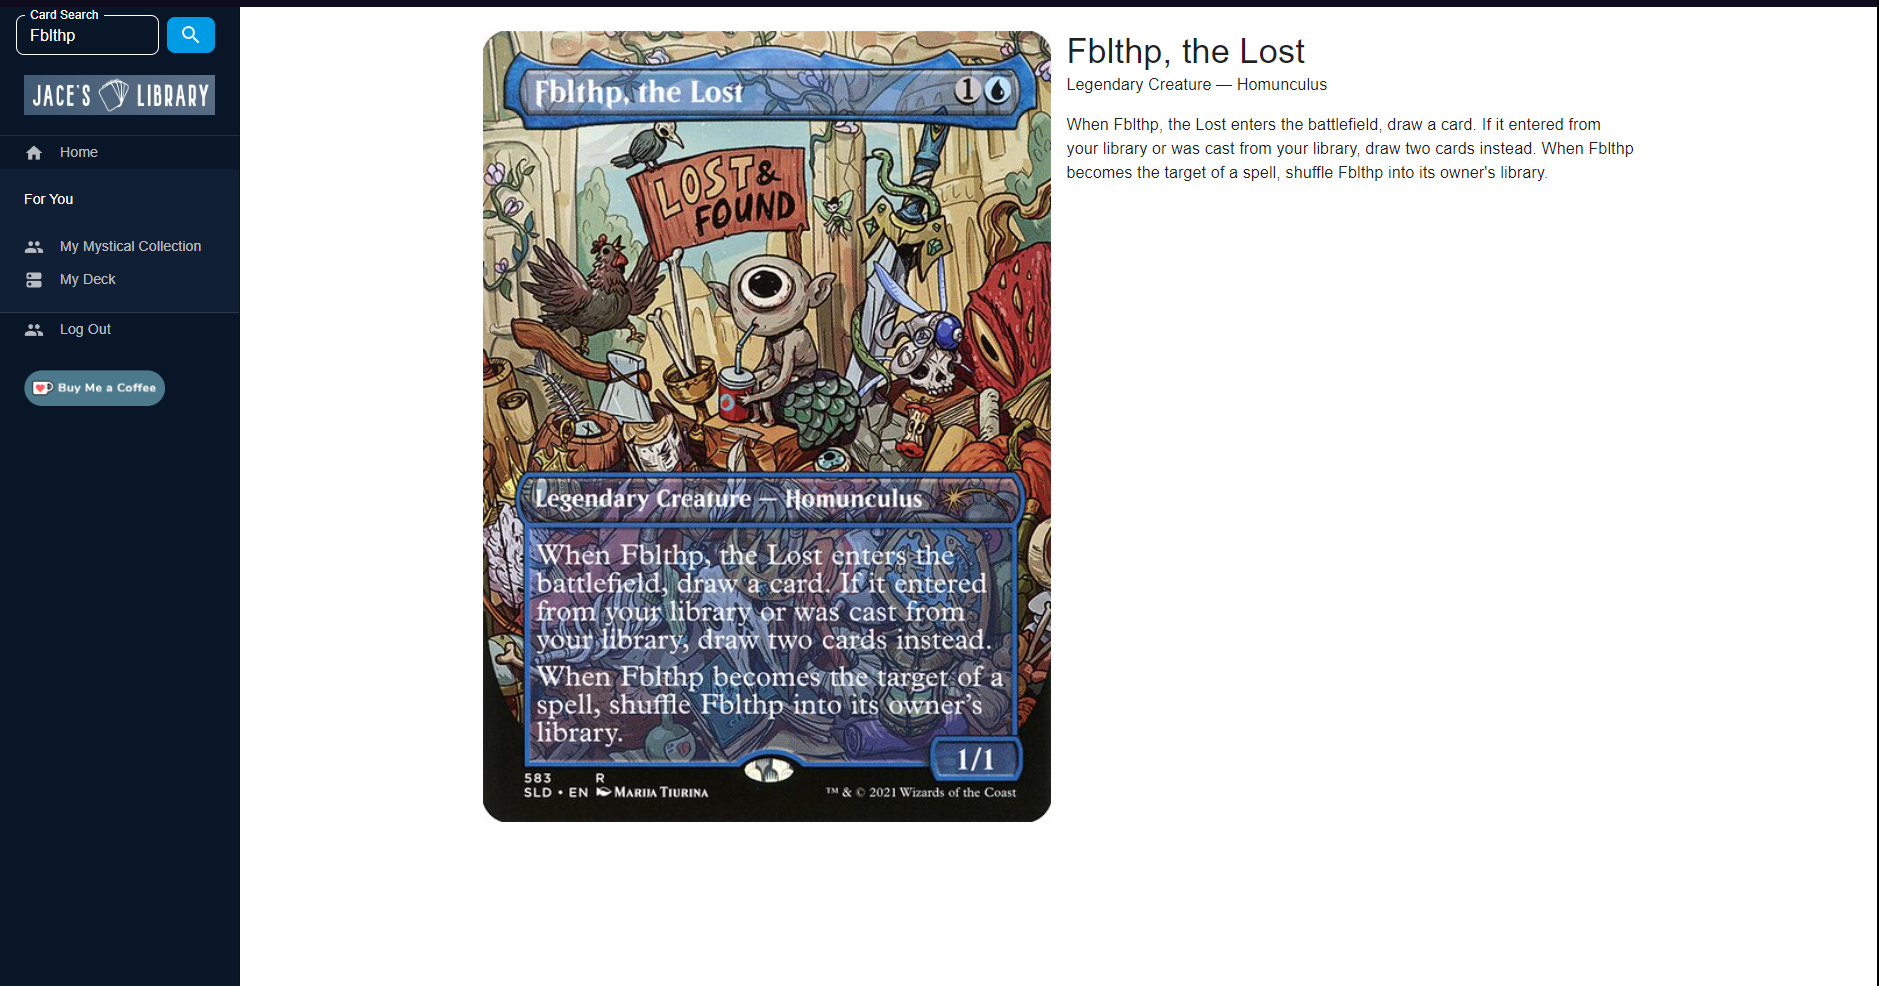 Card Search
Fblthp
JACE'S LIBRARY
Home
For You
My Mystical Collection
My Deck
Log Out
Buy Me a Coffee
Fblthp, the Lost
1
LOST &
FOUND
Legendary Creature — Homunculus
When Fblthp, the Lost enters the
battlefield, draw a card. If it entered
from your library or was cast from
your library, draw two cards instead.
When Fblthp becomes the target of a
spell, shuffle Fblthp into its owner's
library.
1/1
583 R
SLD • EN MARIIA TIURINA
™ & © 2021 Wizards of the Coast
Fblthp, the Lost
Legendary Creature — Homunculus
When Fblthp, the Lost enters the battlefield, draw a card. If it entered from
your library or was cast from your library, draw two cards instead. When Fblthp
becomes the target of a spell, shuffle Fblthp into its owner's library.